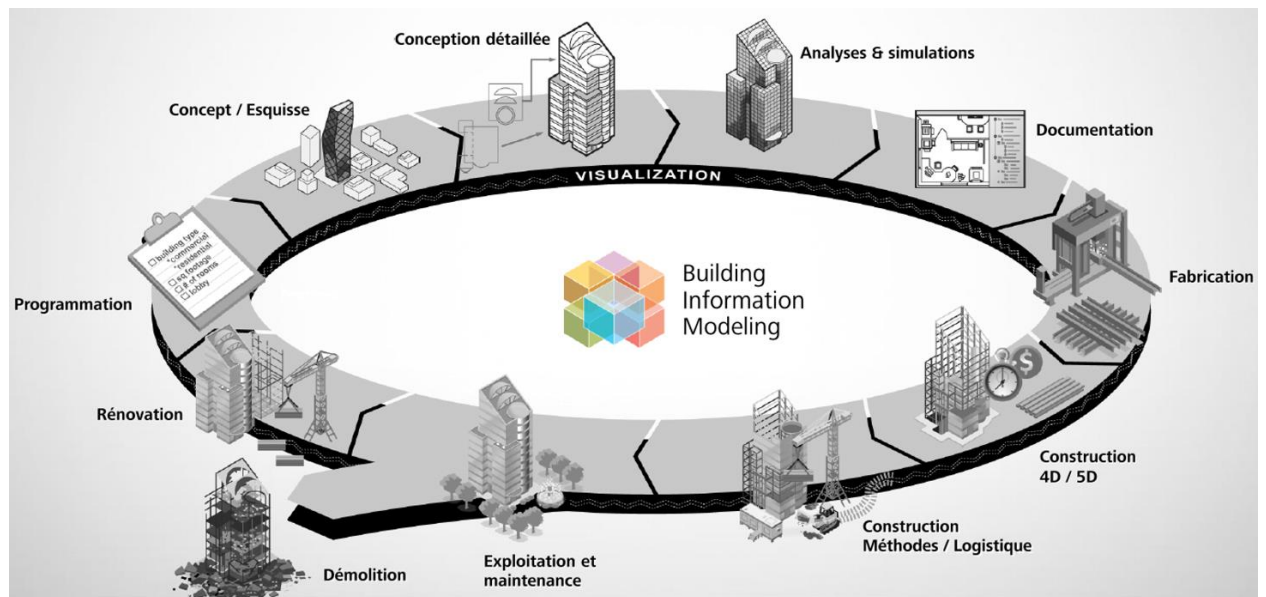 Conception détaillée
Analyses & simulations
Concept / Esquisse
Documentation
VISUALIZATION
building type
*commercial
*residential
sq footage
# of rooms
lobby
Programmation
Building
Information
Modeling
Fabrication
$
Rénovation
Construction
4D / 5D
Construction
Méthodes / Logistique
Exploitation et
maintenance
Démolition